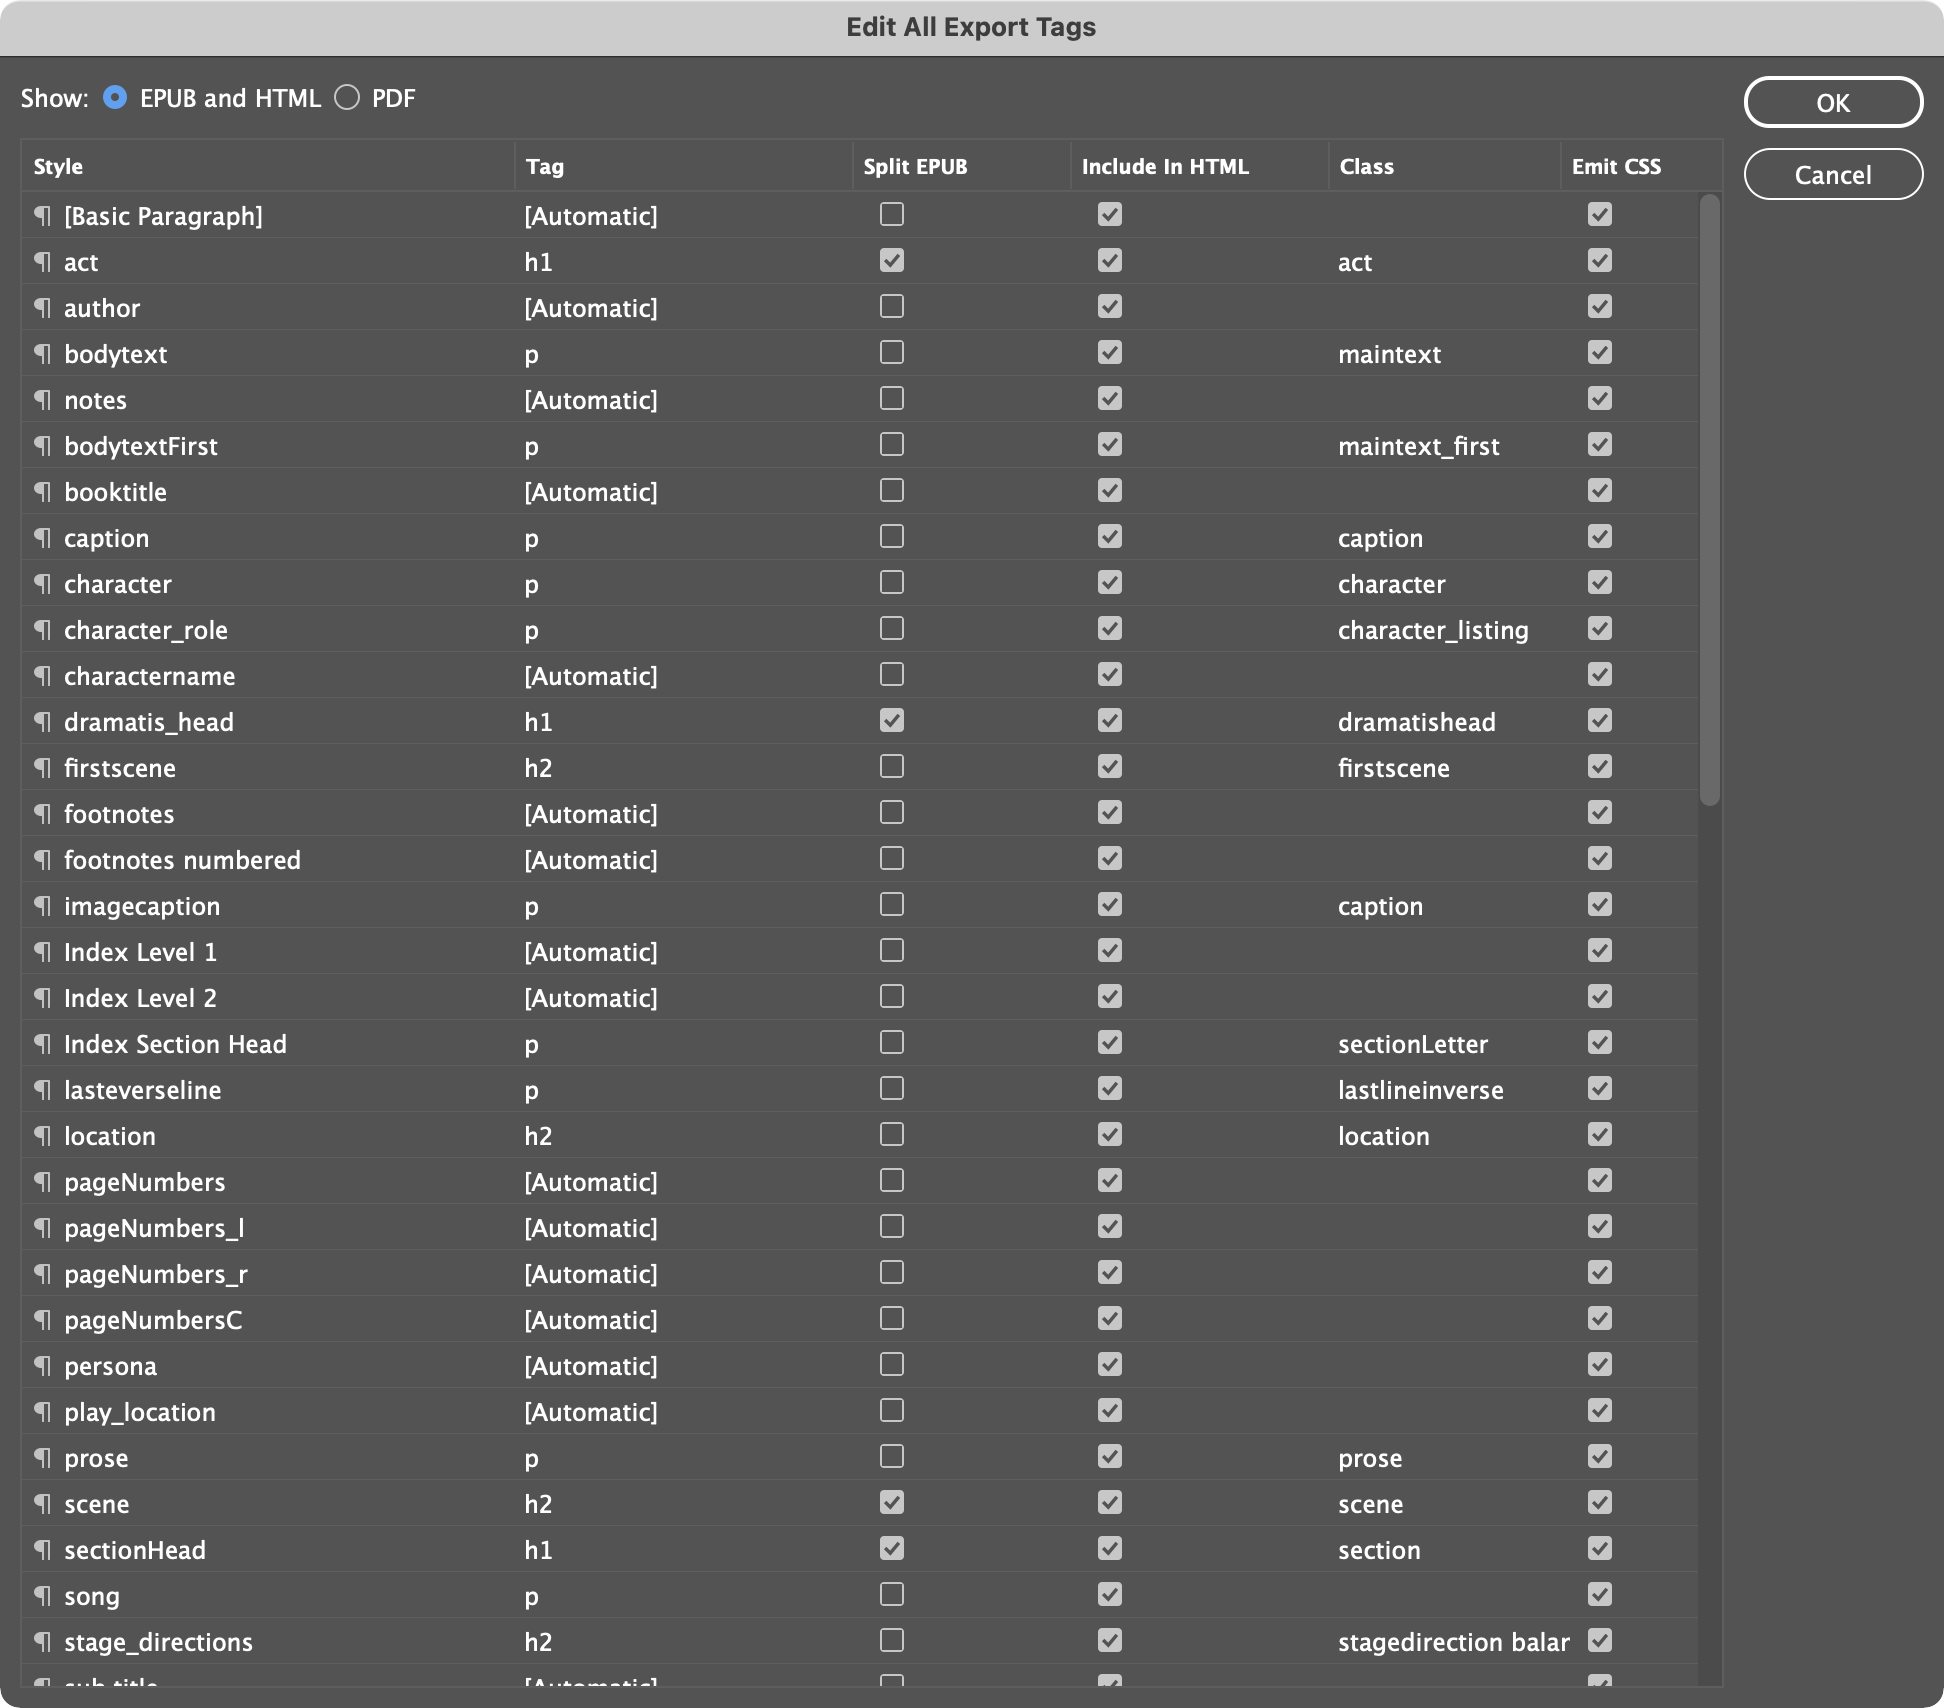 Edit All Export Tags
Show: EPUB and HTML PDF
OK
Cancel
Style Tag Split EPUB Include In HTML Class Emit CSS
¶ [Basic Paragraph] [Automatic]
¶ act h1 act
¶ author [Automatic]
¶ bodytext p maintext
¶ notes [Automatic]
¶ bodytextFirst p maintext_first
¶ booktitle [Automatic]
¶ caption p caption
¶ character p character
¶ character_role p character_listing
¶ charactername [Automatic]
¶ dramatis_head h1 dramatishead
¶ firstscene h2 firstscene
¶ footnotes [Automatic]
¶ footnotes numbered [Automatic]
¶ imagecaption p caption
¶ Index Level 1 [Automatic]
¶ Index Level 2 [Automatic]
¶ Index Section Head p sectionLetter
¶ lasteverseline p lastlineinverse
¶ location h2 location
¶ pageNumbers [Automatic]
¶ pageNumbers_l [Automatic]
¶ pageNumbers_r [Automatic]
¶ pageNumbersC [Automatic]
¶ persona [Automatic]
¶ play_location [Automatic]
¶ prose p prose
¶ scene h2 scene
¶ sectionHead h1 section
¶ song p
¶ stage_directions h2 stagedirection balar